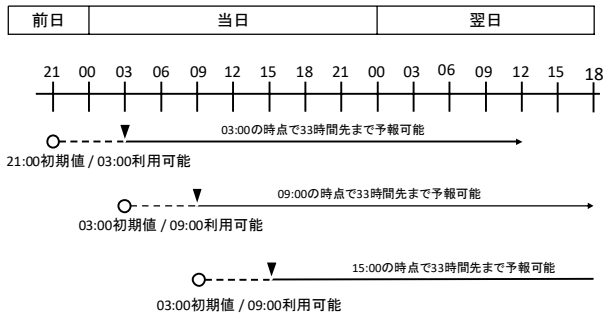 前日 当日 翌日
21 00 03 06 09 12 15 18 21 00 03 06 09 12 15 18
03:00の時点で33時間先まで予報可能
21:00初期値 / 03:00利用可能
09:00の時点で33時間先まで予報可能
03:00初期値 / 09:00利用可能
15:00の時点で33時間先まで予報可能
03:00初期値 / 09:00利用可能